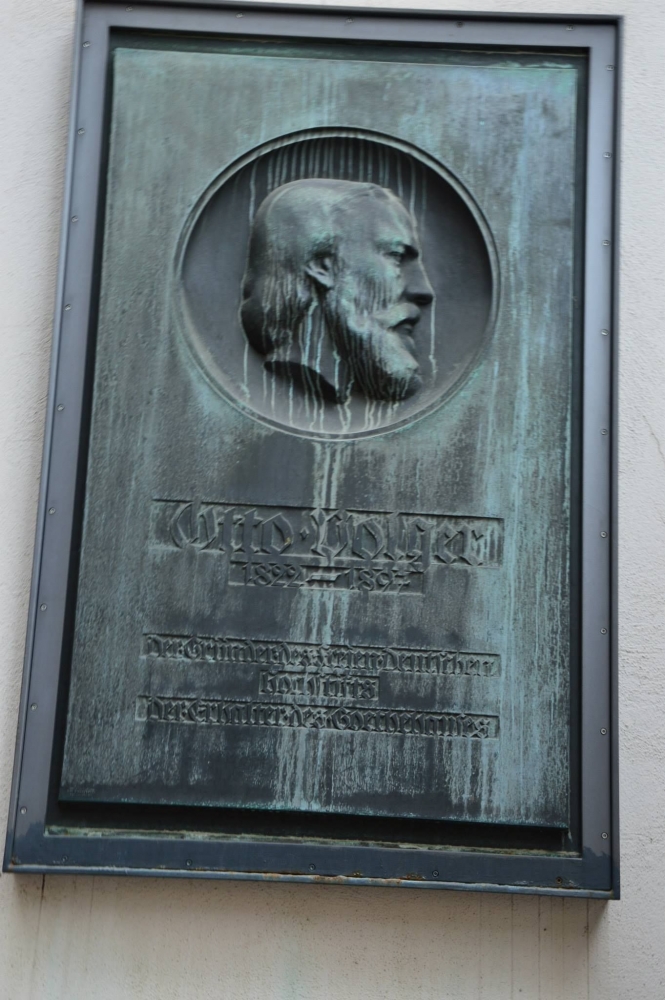 Otto·Volger
1822—1897
Der Gründer des Freien Deutschen
Hochstifts
Der Erhalter des Goethehauses